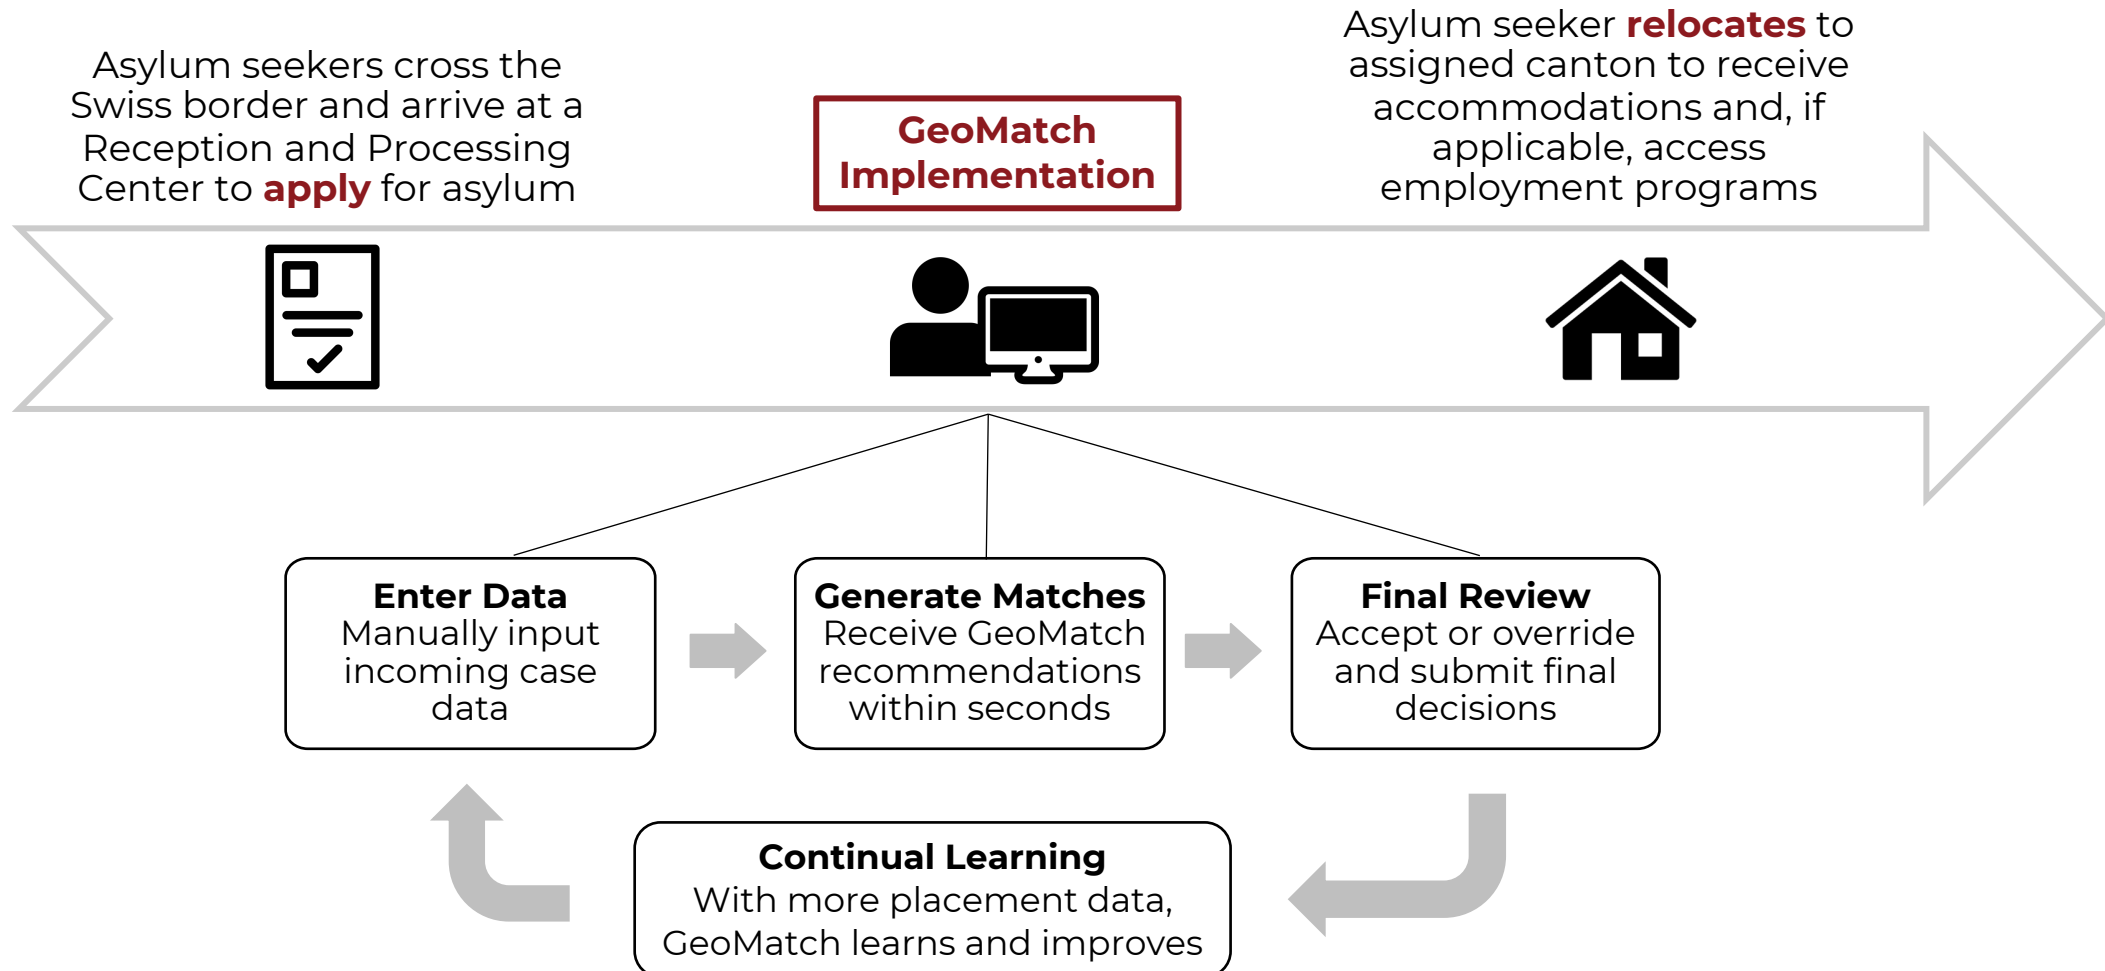 Asylum seekers cross the
Swiss border and arrive at a
Reception and Processing
Center to apply for asylum
GeoMatch
Implementation
Asylum seeker relocates to
assigned canton to receive
accommodations and, if
applicable, access
employment programs
Enter Data
Manually input
incoming case
data
Generate Matches
Receive GeoMatch
recommendations
within seconds
Final Review
Accept or override
and submit final
decisions
Continual Learning
With more placement data,
GeoMatch learns and improves